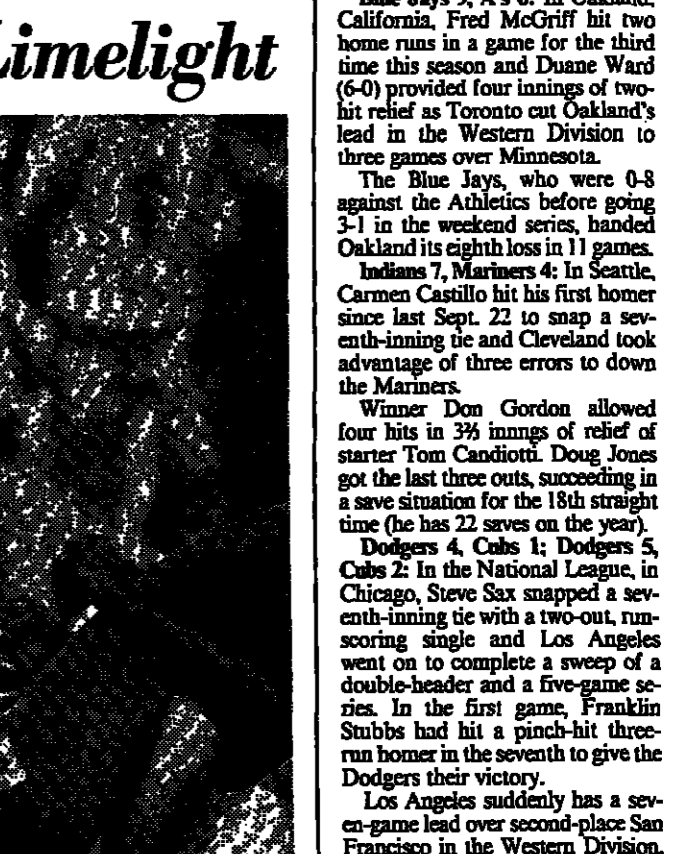 Limelight
California, Fred McGriff hit two
home runs in a game for the third
time this season and Duane Ward
(6-0) provided four innings of two-
hit relief as Toronto cut Oakland's
lead in the Western Division to
three games over Minnesota.
The Blue Jays, who were 0-8
against the Athletics before going
3-1 in the weekend series, handed
Oakland its eighth loss in 11 games.
Indians 7, Mariners 4: In Seattle,
Carmen Castillo hit his first homer
since last Sept. 22 to snap a sev-
enth-inning tie and Cleveland took
advantage of three errors to down
the Mariners.
Winner Don Gordon allowed
four hits in 3⅔ innngs of relief of
starter Tom Candiotti. Doug Jones
got the last three outs, succeeding in
a save situation for the 18th straight
time (he has 22 saves on the year).
Dodgers 4, Cubs 1; Dodgers 5,
Cubs 2: In the National League, in
Chicago, Steve Sax snapped a sev-
enth-inning tie with a two-out, run-
scoring single and Los Angeles
went on to complete a sweep of a
double-header and a five-game se-
ries. In the first game, Franklin
Stubbs had hit a pinch-hit three-
run homer in the seventh to give the
Dodgers their victory.
Los Angeles suddenly has a sev-
en-game lead over second-place San
Francisco in the Western Division.